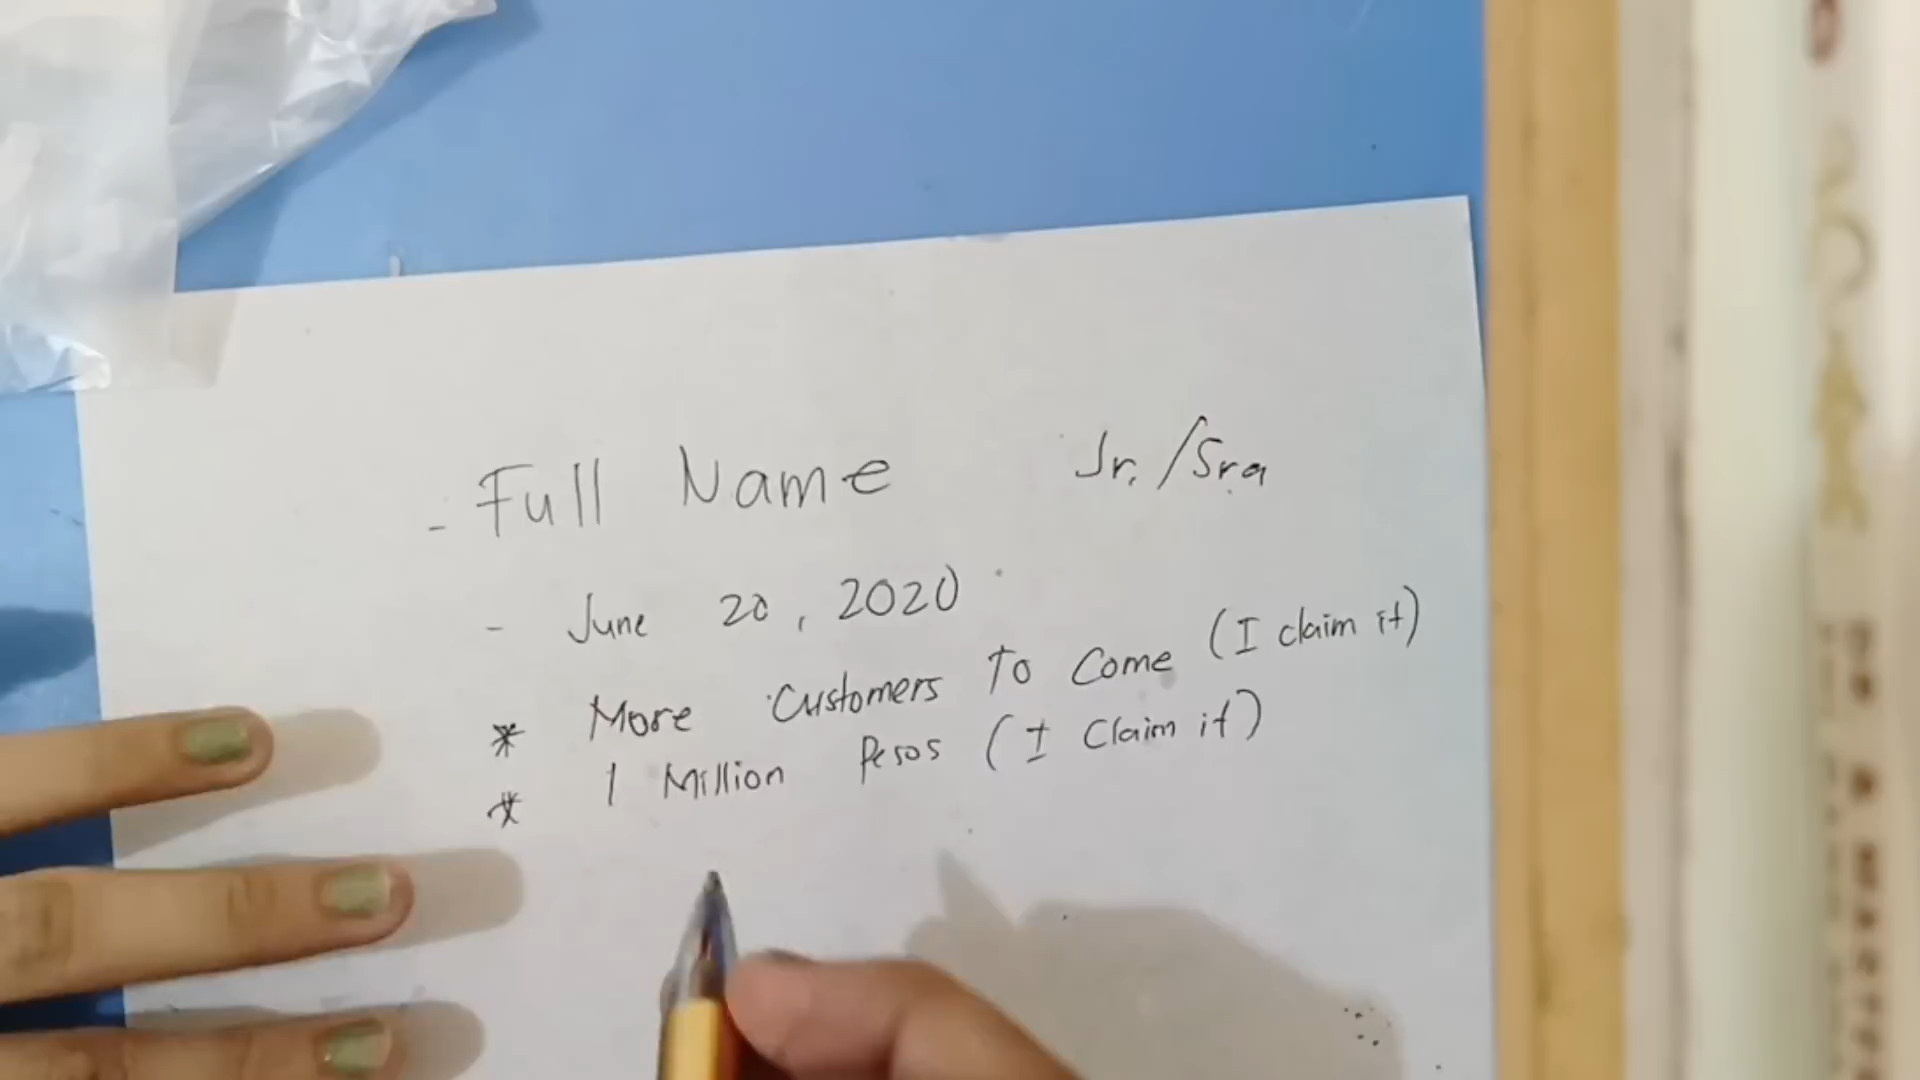 - Full Name Jr./Sra
- June 20, 2020
* More Customers To Come (I claim it)
* 1 Million Pesos (I Claim it)